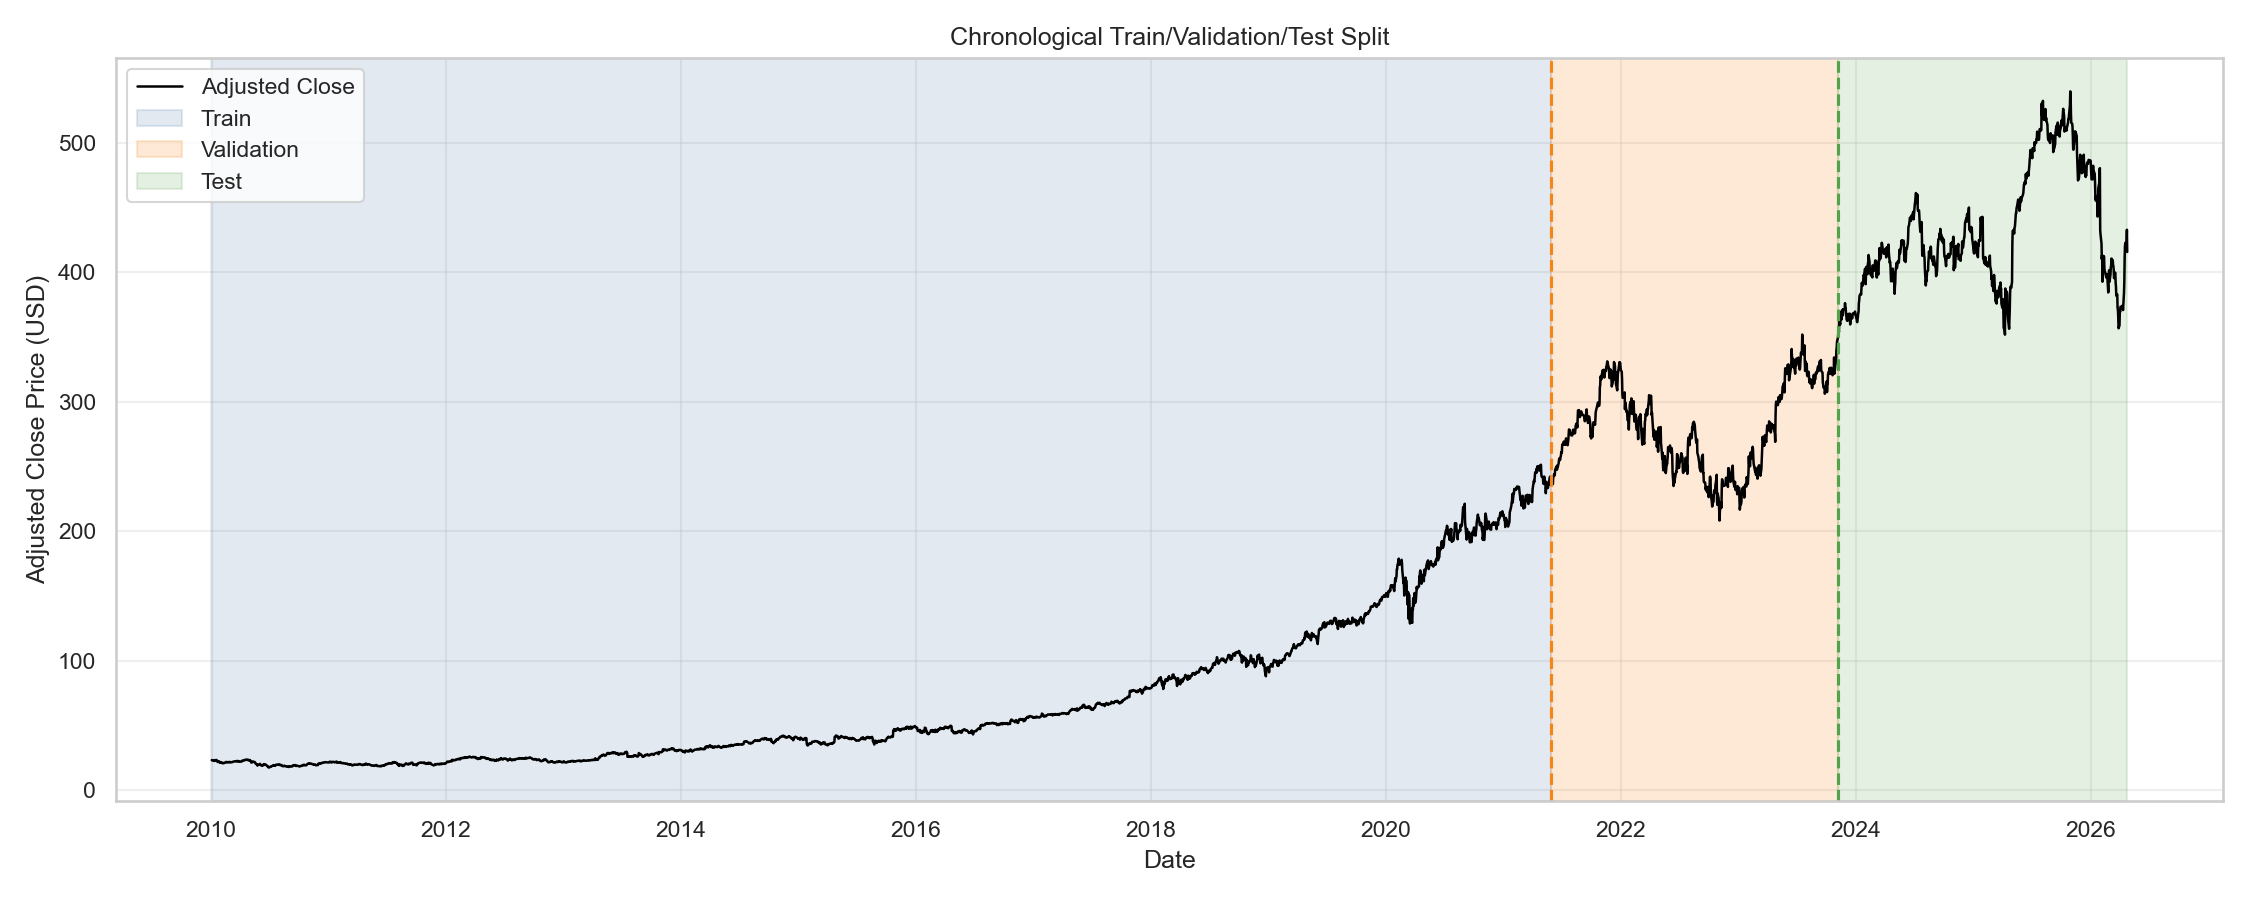 Chronological Train/Validation/Test Split
Adjusted Close
Train
Validation
Test
Adjusted Close Price (USD)
500
400
300
200
100
0
2010 2012 2014 2016 2018 2020 2022 2024 2026
Date